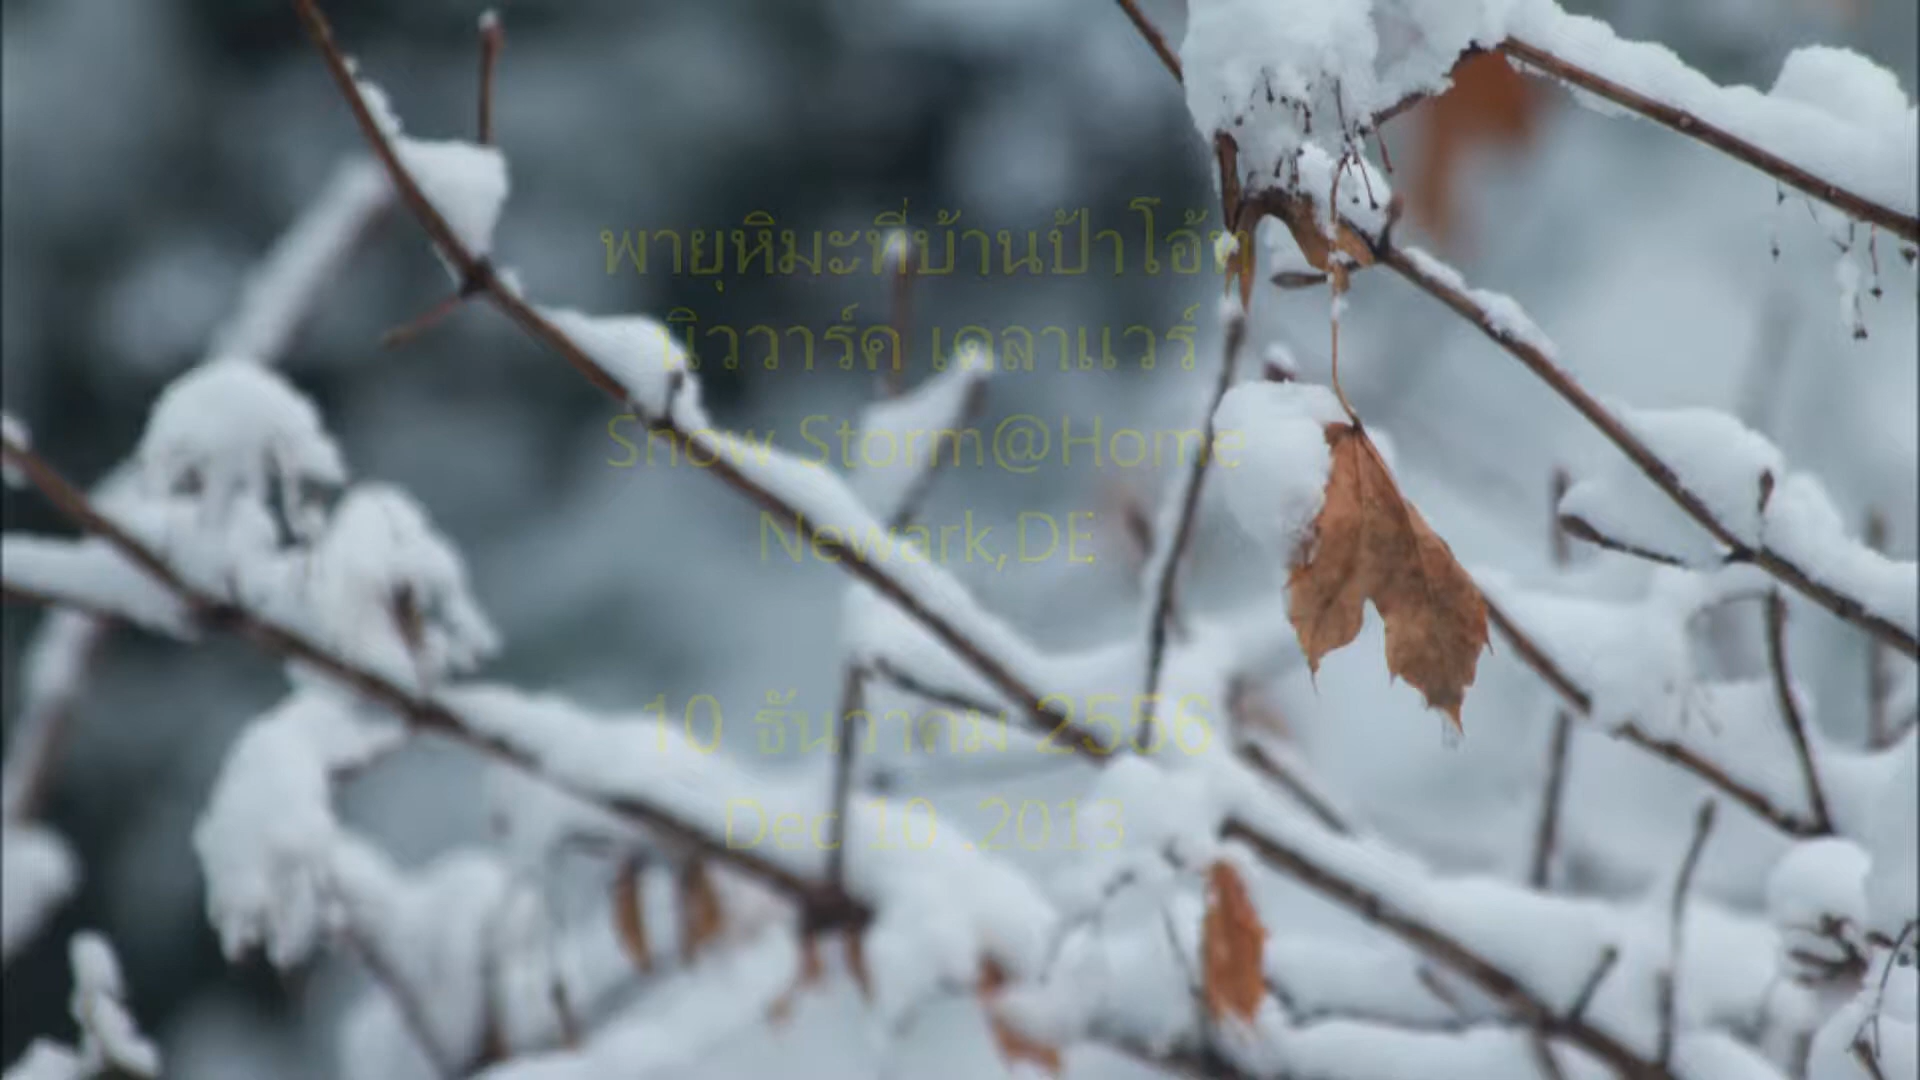 พายุหิมะที่บ้านป้าโอ้ท
นิววาร์ค เดลาแวร์
Snow Storm@Home
Newark,DE
10 ธันวาคม 2556
Dec 10 .2013